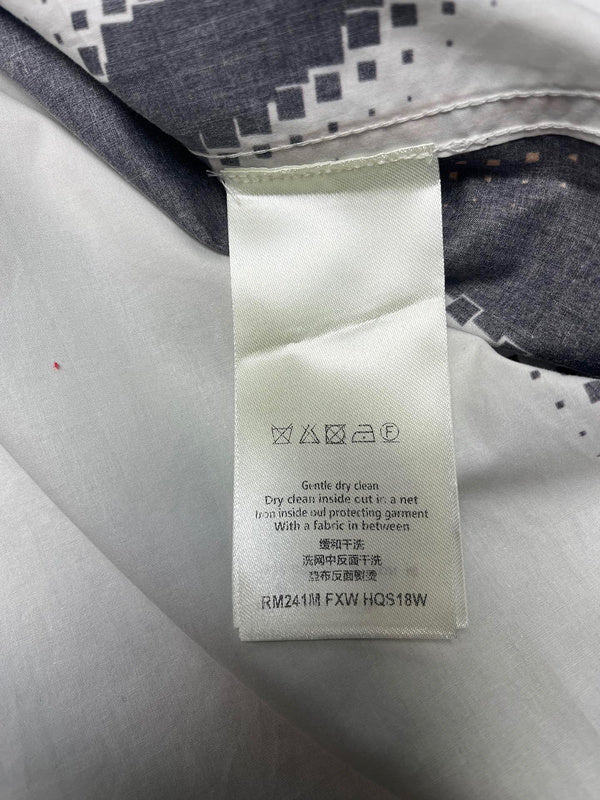 F
Gentle dry clean
Dry clean inside out in a net
Iron inside out protecting garment
With a fabric in between
缓和干洗
洗网中反面干洗
垫布反面熨烫
RM241M FXW HQS18W